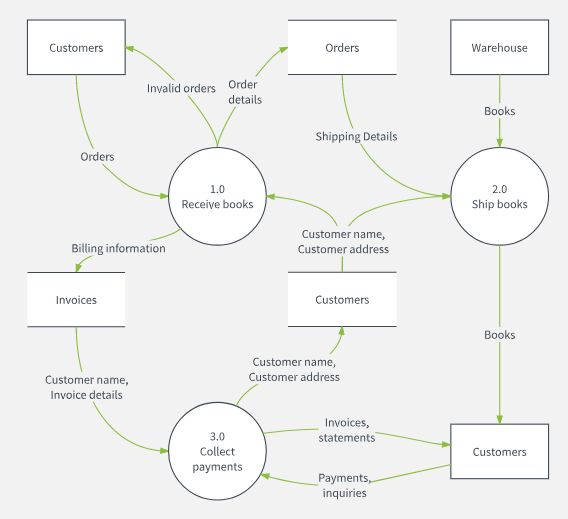 Customers
Orders
Warehouse
Invalid orders
Order
details
Books
Shipping Details
Orders
1.0
Receive books
2.0
Ship books
Customer name,
Customer address
Billing information
Invoices
Customers
Books
Customer name,
Customer address
Customer name,
Invoice details
3.0
Collect
payments
Invoices,
statements
Customers
Payments,
inquiries